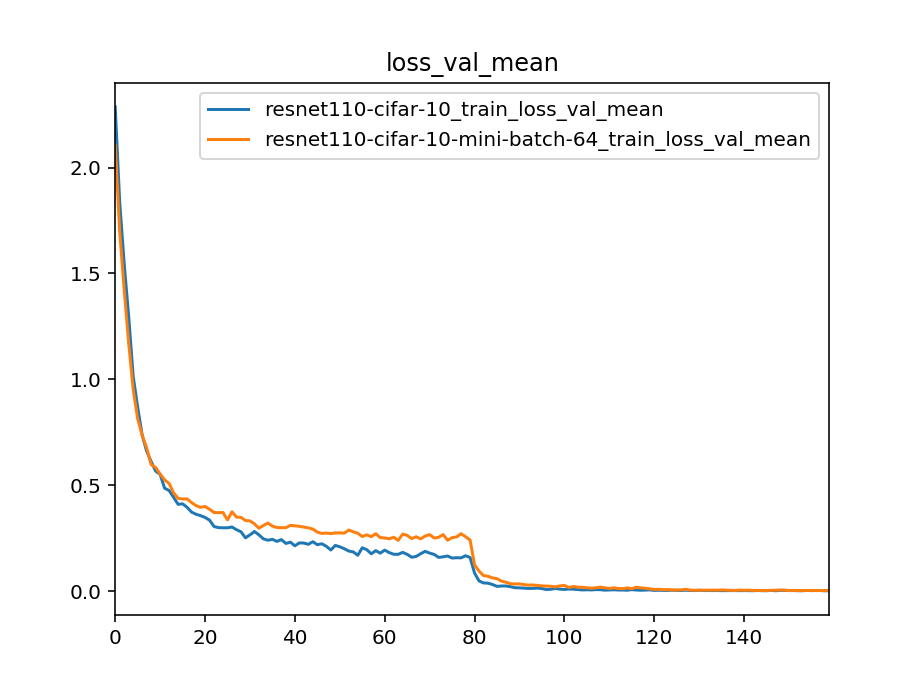 loss_val_mean
resnet110-cifar-10_train_loss_val_mean
resnet110-cifar-10-mini-batch-64_train_loss_val_mean
2.0
1.5
1.0
0.5
0.0
0 20 40 60 80 100 120 140